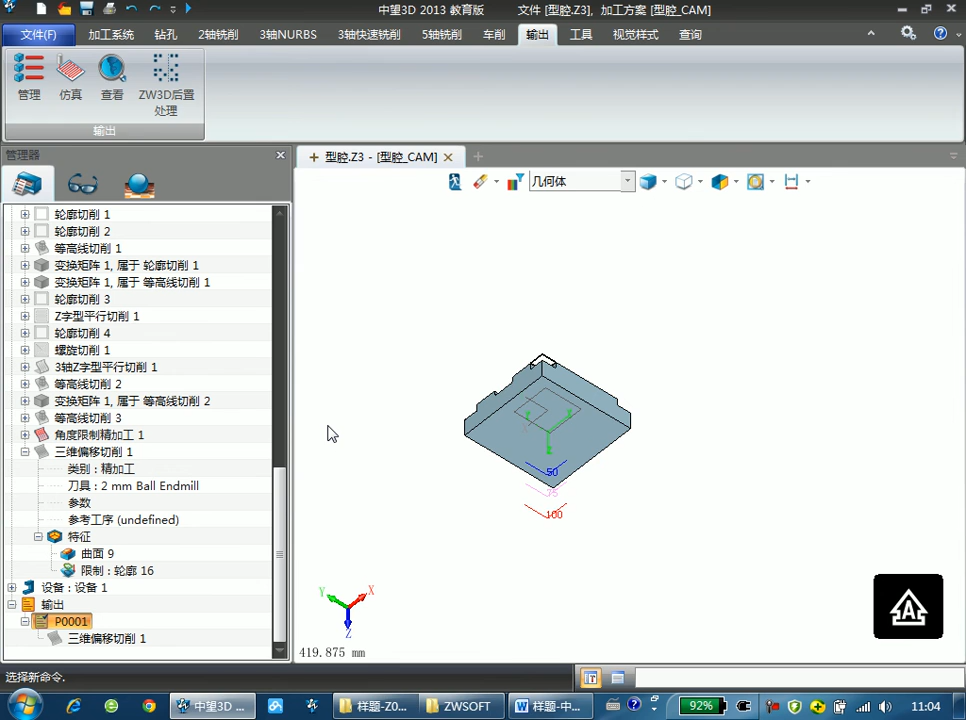 中望3D 2013 教育版 文件 [型腔.Z3], 加工方案 [型腔_CAM]
文件(F) 加工系统 钻孔 2轴铣削 3轴NURBS 3轴快速铣削 5轴铣削 车削 输出 工具 视觉样式 查询
管理 仿真 查看 ZW3D后置
处理
输出
管理器
型腔.Z3 - [型腔_CAM]
几何体
轮廓切削 1
轮廓切削 2
等高线切削 1
变换矩阵 1, 属于 轮廓切削 1
变换矩阵 1, 属于 等高线切削 1
轮廓切削 3
Z字型平行切削 1
轮廓切削 4
螺旋切削 1
3轴Z字型平行切削 1
等高线切削 2
变换矩阵 1, 属于 等高线切削 2
等高线切削 3
角度限制精加工 1
三维偏移切削 1
类别 : 精加工
刀具 : 2 mm Ball Endmill
参数
参考工序 (undefined)
特征
曲面 9
限制 : 轮廓 16
设备 : 设备 1
输出
P0001
三维偏移切削 1
50
75
100
X
Y
Z
419.875 mm
A
选择新命令.
中望3D ... 样题-Z0... ZWSOFT 样题-中... 92% 11:04